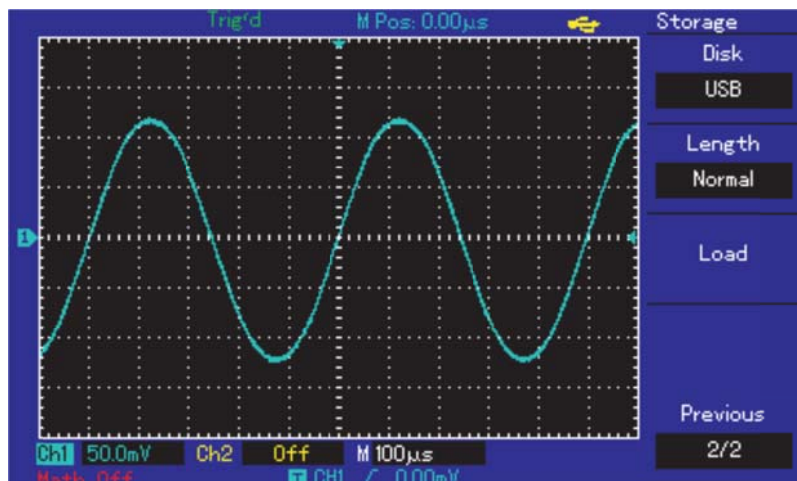 Trig'd M Pos: 0.00μs
Storage
Disk
USB
Length
Normal
1
Load
Previous
2/2
Ch1 50.0mV Ch2 Off M 100μs
Math Off T CH1 / 0.00mV